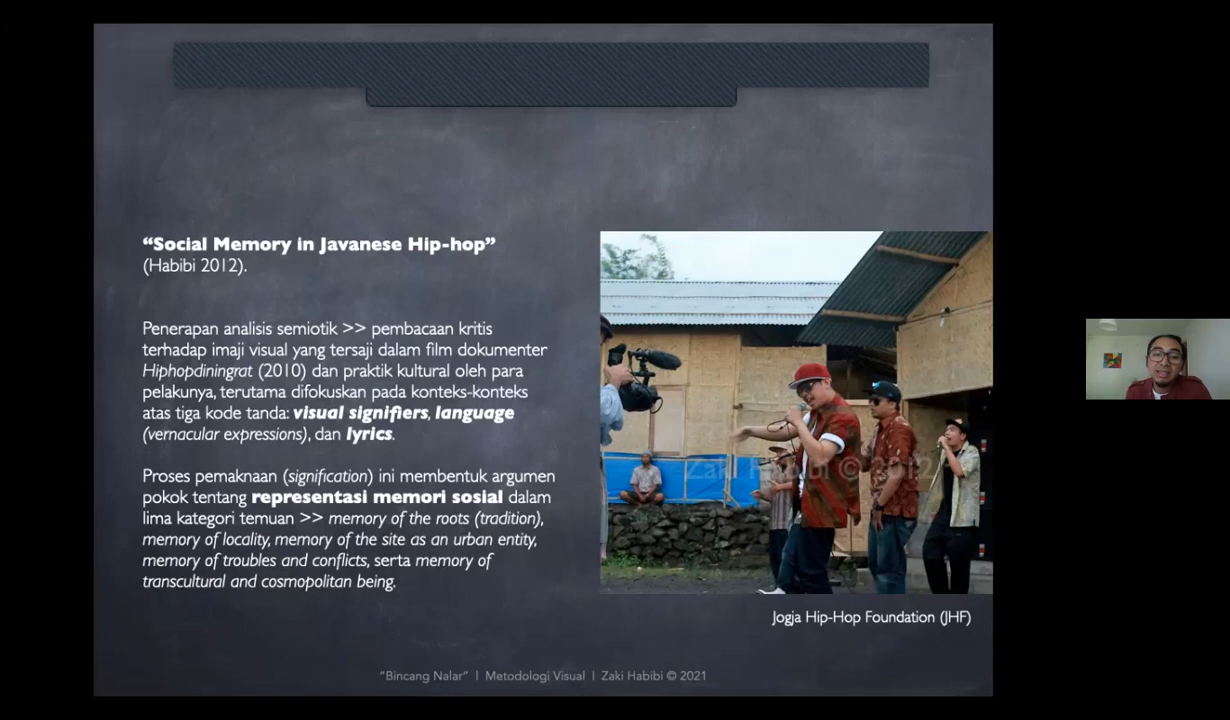 “Social Memory in Javanese Hip-hop”
(Habibi 2012).
Penerapan analisis semiotik >> pembacaan kritis
terhadap imaji visual yang tersaji dalam film dokumenter
Hiphopdiningrat (2010) dan praktik kultural oleh para
pelakunya, terutama difokuskan pada konteks-konteks
atas tiga kode tanda: visual signifiers, language
(vernacular expressions), dan lyrics.
Proses pemaknaan (signification) ini membentuk argumen
pokok tentang representasi memori sosial dalam
lima kategori temuan >> memory of the roots (tradition),
memory of locality, memory of the site as an urban entity,
memory of troubles and conflicts, serta memory of
transcultural and cosmopolitan being.
Zaki Habibi © 2012
Jogja Hip-Hop Foundation (JHF)
“Bincang Nalar” | Metodologi Visual | Zaki Habibi © 2021